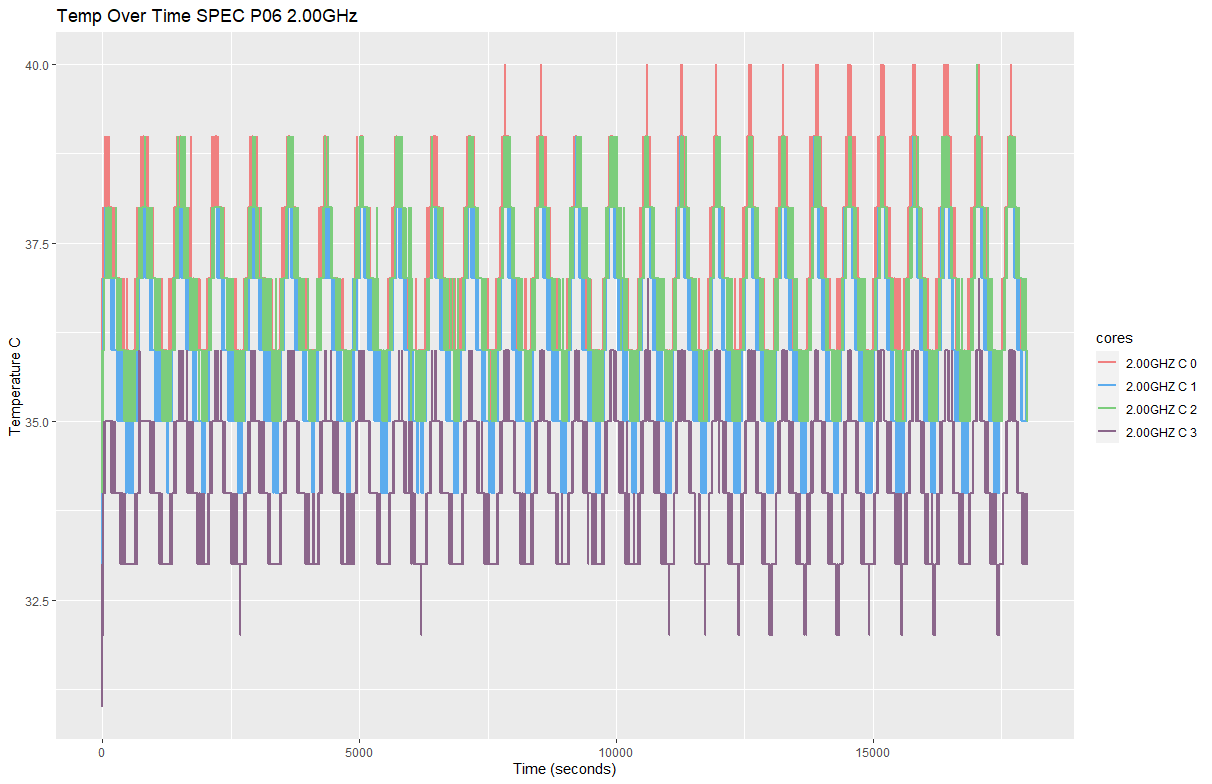 Temp Over Time SPEC P06 2.00GHz
40.0
37.5
35.0
32.5
Temperature C
0
5000
10000
15000
Time (seconds)
cores
2.00GHZ C 0
2.00GHZ C 1
2.00GHZ C 2
2.00GHZ C 3